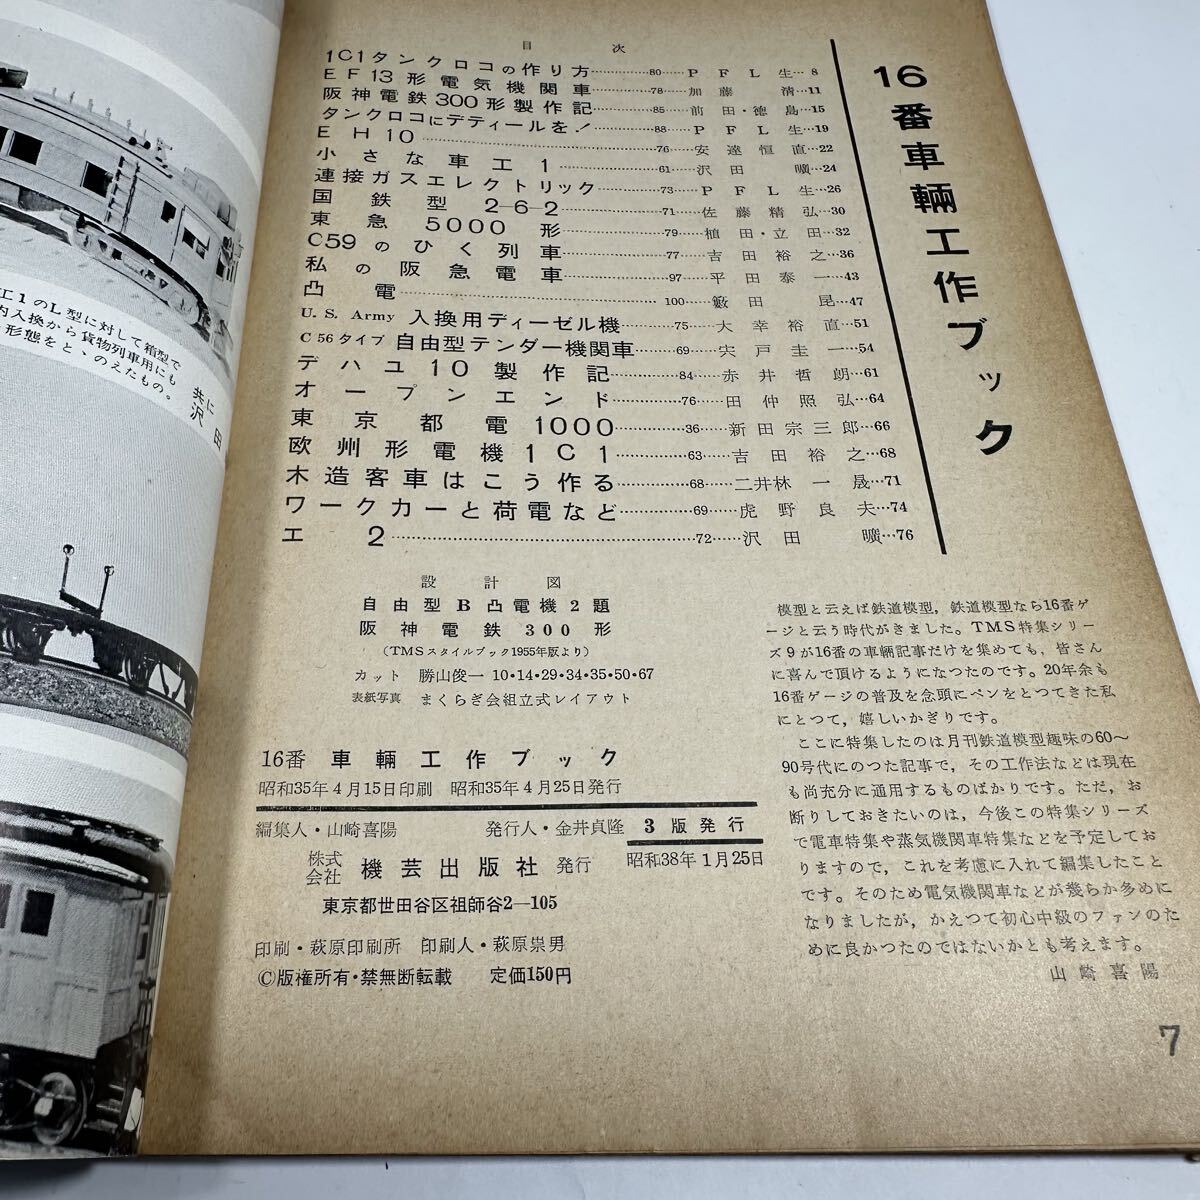 工1のL型に対して箱型で
内入換から貨物列車用にも
形態をと、のえたもの。
共に
沢田
16番車輛工作ブック
目次
1C1タンクロコの作り方…………80……PFL生…8
EF13形電気機関車…………78……加藤清…11
阪神電鉄300形製作記…………85……前田・徳島…15
タンクロコにデティールを！…………88……PFL生…19
EH10…………76……安達恒直…22
小さな車工1…………61……沢田曠…24
連接ガスエレクトリック…………73……PFL生…26
国鉄型2-6-2…………71……佐藤精弘…30
東急5000形…………79……植田・立田…32
C59のひく列車…………77……吉田裕之…36
私の阪急電車…………97……平田泰一…43
凸電…………100……籔田昆…47
U.S. Army 入換用ディーゼル機…………75……大幸裕直…51
C56タイプ 自由型テンダー機関車…………69……宍戸圭一…54
デハユ10製作記…………84……赤井哲朗…61
オープンエンド…………76……田仲照弘…64
東京都電1000…………36……新田宗三郎…66
欧州形電機1C1…………63……吉田裕之…68
木造客車はこう作る…………68……二井林一晟…71
ワークカーと荷電など…………69……虎野良夫…74
工2…………72……沢田曠…76
設計図
自由型B凸電機2題
阪神電鉄300形
(TMSスタイルブック1955年版より)
カット 勝山俊一 10・14・29・34・35・50・67
表紙写真 まくらぎ会組立式レイアウト
16番 車輛工作ブック
昭和35年4月15日印刷 昭和35年4月25日発行
編集人・山崎喜陽 発行人・金井貞隆 3版発行
昭和38年1月25日
株式会社 機芸出版社 発行
東京都世田谷区祖師谷2―105
印刷・萩原印刷所 印刷人・萩原祟男
©版権所有・禁無断転載 定価150円
模型と云えば鉄道模型，鉄道模型なら16番ゲ
ージと云う時代がきました。TMS特集シリー
ズ9が16番の車輛記事だけを集めても，皆さん
に喜んで頂けるようになつたのです。20年余も
16番ゲージの普及を念頭にペンをとつてきた私
にとつて，嬉しいかぎりです。
ここに特集したのは月刊鉄道模型趣味の60～
90号代にのつた記事で，その工作法などは現在
も尚充分に通用するものばかりです。ただ，お
断りしておきたいのは，今後この特集シリーズ
で電車特集や蒸気機関車特集などを予定してお
りますので，これを考慮に入れて編集したこと
です。そのため電気機関車などが幾らか多めに
なりましたが，かえつて初心中級のファンのた
めに良かつたのではないかとも考えます。
山崎喜陽
7